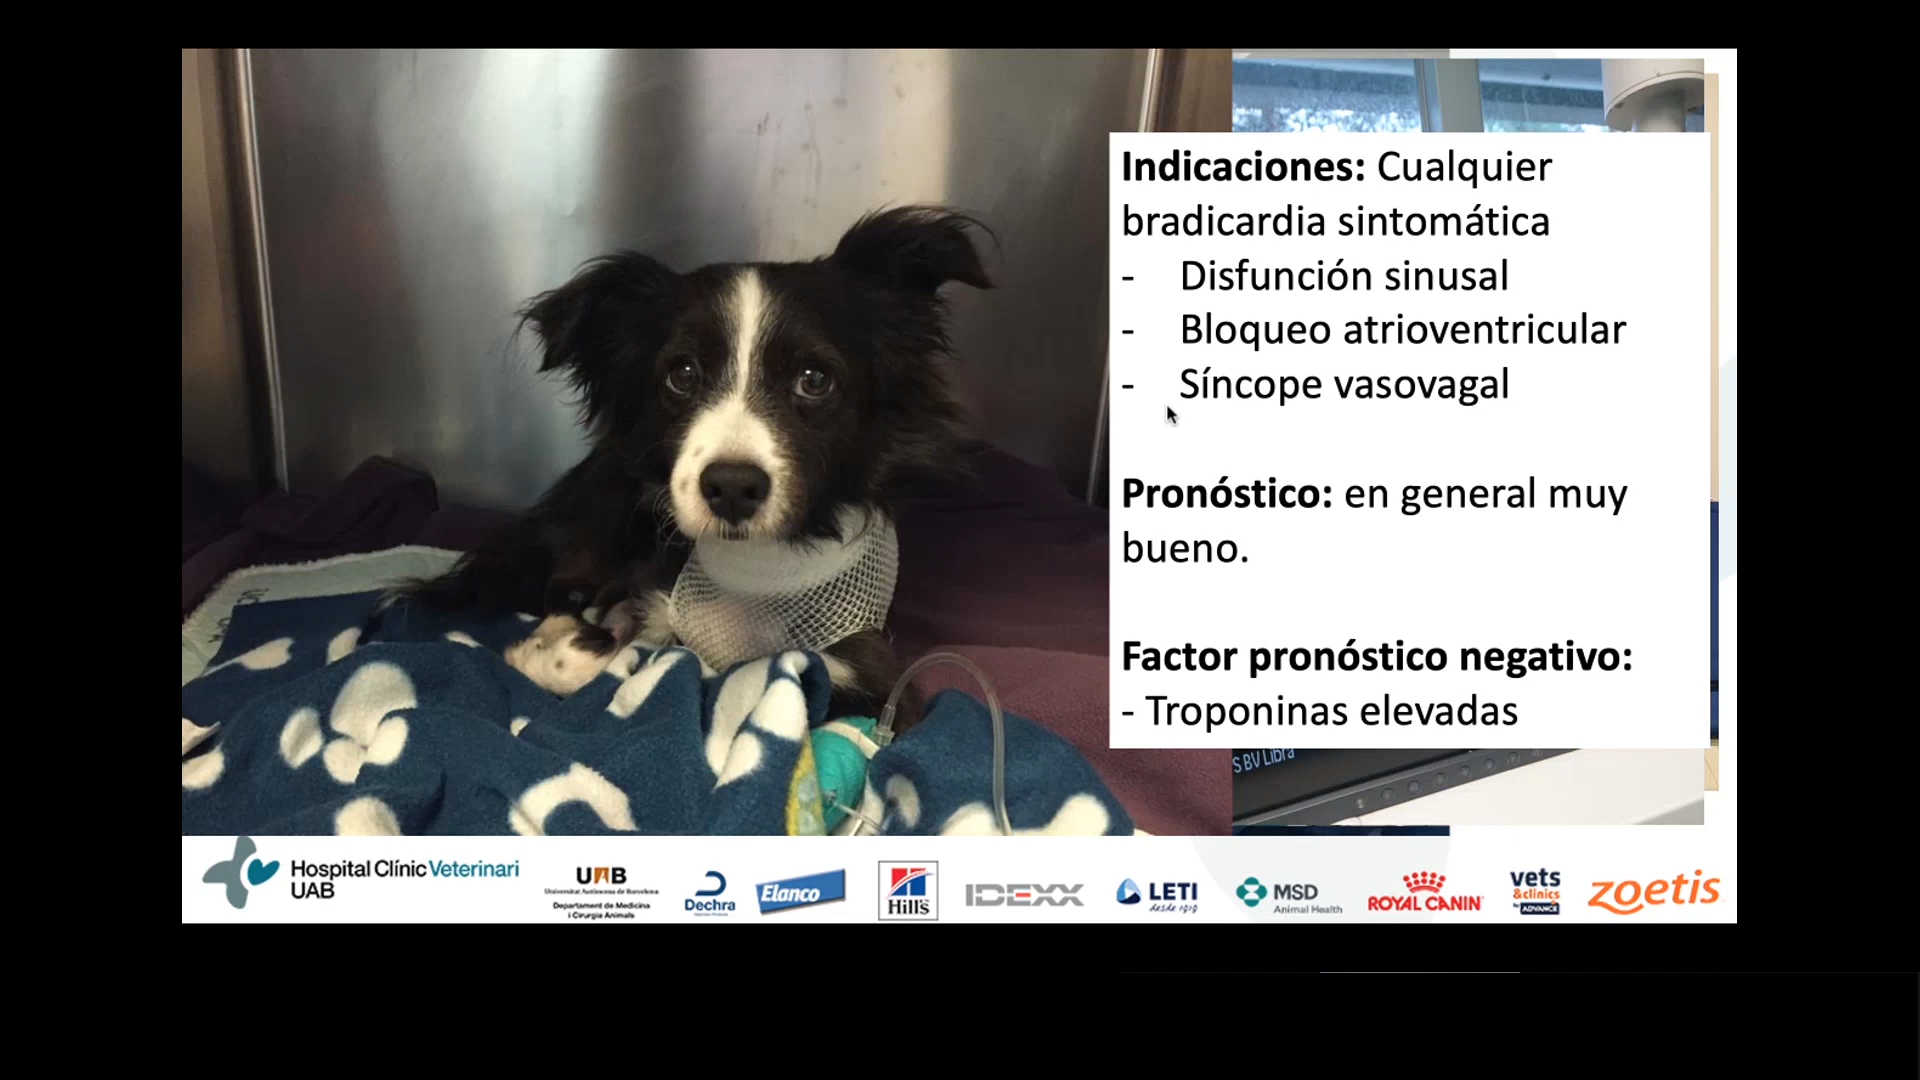 Indicaciones: Cualquier
bradicardia sintomática
- Disfunción sinusal
- Bloqueo atrioventricular
- Síncope vasovagal
Pronóstico: en general muy
bueno.
Factor pronóstico negativo:
- Troponinas elevadas
S BV Libra
Hospital Clínic Veterinari
UAB
UAB
Universitat Autònoma de Barcelona
Departament de Medicina
i Cirurgia Animals
Dechra
Elanco
Hill's
IDEXX
LETI
desde 1919
MSD
Animal Health
ROYAL CANIN
vets
&clinics
by ADVANCE
zoetis